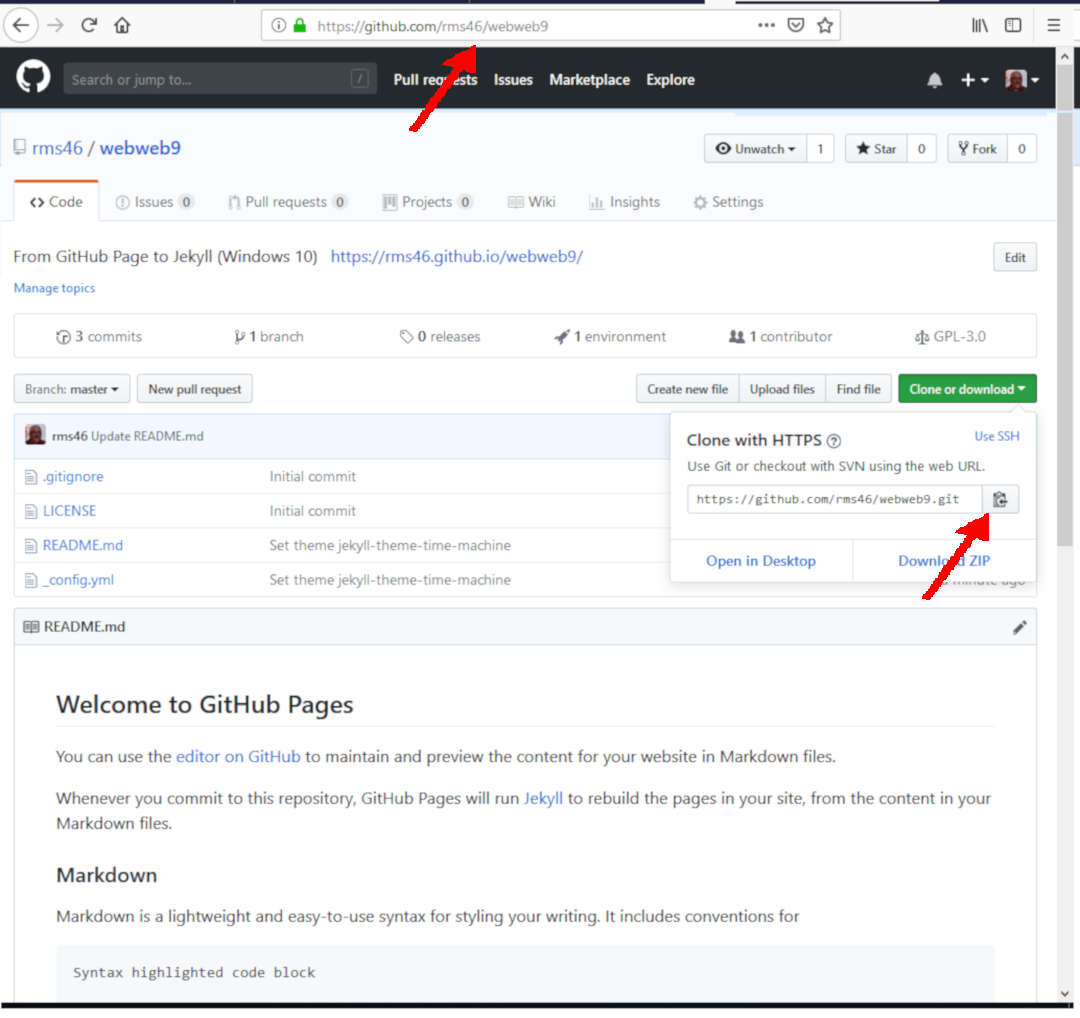 https://github.com/rms46/webweb9
Search or jump to... / Pull requests Issues Marketplace Explore
rms46 / webweb9 Unwatch 1 Star 0 Fork 0
Code Issues 0 Pull requests 0 Projects 0 Wiki Insights Settings
From GitHub Page to Jekyll (Windows 10) https://rms46.github.io/webweb9/ Edit
Manage topics
3 commits 1 branch 0 releases 1 environment 1 contributor GPL-3.0
Branch: master New pull request Create new file Upload files Find file Clone or download
rms46 Update README.md
Clone with HTTPS ? Use SSH
Use Git or checkout with SVN using the web URL.
https://github.com/rms46/webweb9.git
Open in Desktop Download ZIP
.gitignore Initial commit
LICENSE Initial commit
README.md Set theme jekyll-theme-time-machine
_config.yml Set theme jekyll-theme-time-machine minute ago
README.md
Welcome to GitHub Pages
You can use the editor on GitHub to maintain and preview the content for your website in Markdown files.
Whenever you commit to this repository, GitHub Pages will run Jekyll to rebuild the pages in your site, from the content in your
Markdown files.
Markdown
Markdown is a lightweight and easy-to-use syntax for styling your writing. It includes conventions for
Syntax highlighted code block